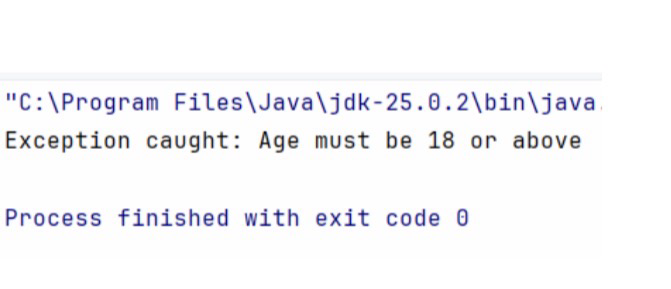 "C:\Program Files\Java\jdk-25.0.2\bin\java.
Exception caught: Age must be 18 or above
Process finished with exit code 0